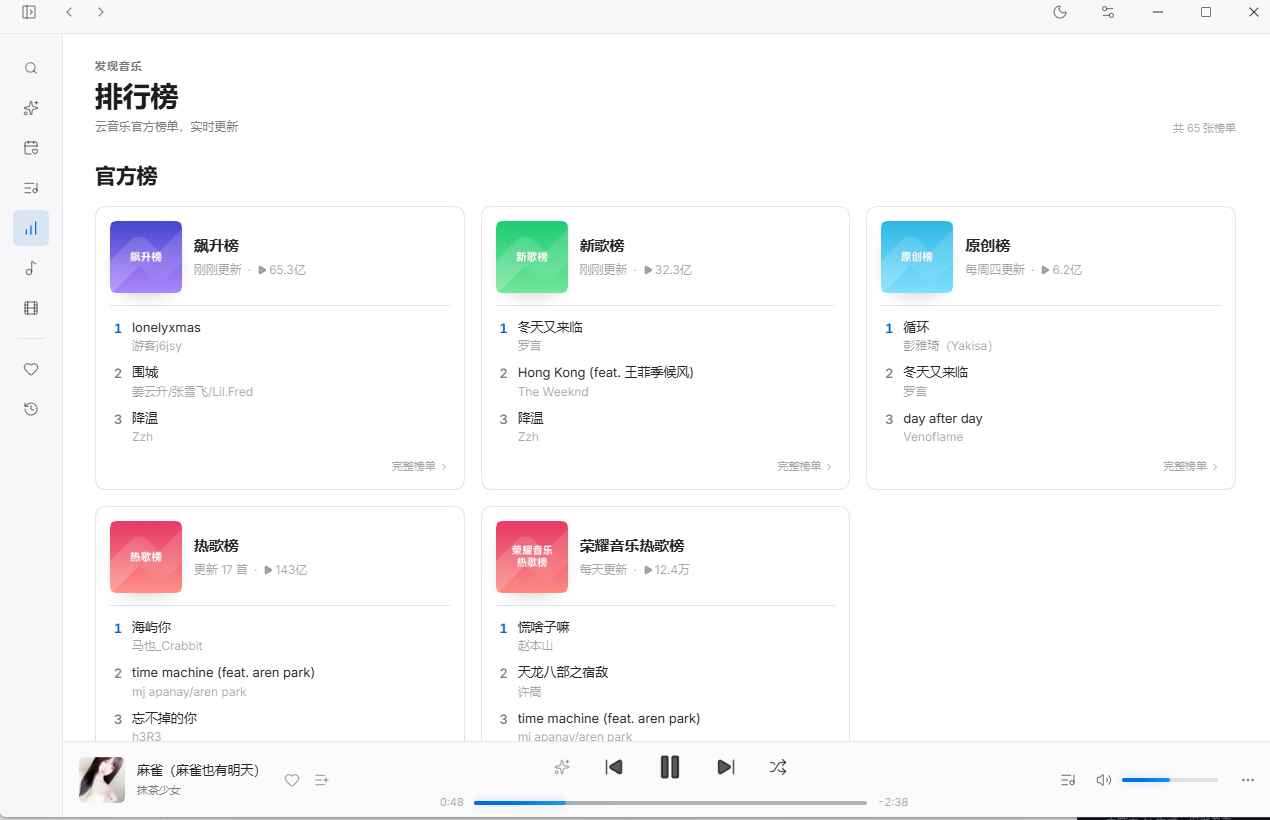 发现音乐
排行榜
云音乐官方榜单，实时更新
共 65 张榜单
官方榜
飙升榜
飙升榜
刚刚更新 · 65.3亿
1 lonelyxmas
游客j6jsy
2 围城
姜云升/张雪飞/Lil.Fred
3 降温
Zzh
完整榜单
新歌榜
新歌榜
刚刚更新 · 32.3亿
1 冬天又来临
罗言
2 Hong Kong (feat. 王菲季候风)
The Weeknd
3 降温
Zzh
完整榜单
原创榜
原创榜
每周四更新 · 6.2亿
1 循环
彭雅琦（Yakisa）
2 冬天又来临
罗言
3 day after day
Venoflame
完整榜单
热歌榜
热歌榜
更新 17 首 · 143亿
1 海屿你
马也_Crabbit
2 time machine (feat. aren park)
mj apanay/aren park
3 忘不掉的你
h3R3
荣耀音乐
热歌榜
荣耀音乐热歌榜
每天更新 · 12.4万
1 慌啥子嘛
赵本山
2 天龙八部之宿敌
许嵩
3 time machine (feat. aren park)
mj apanay/aren park
麻雀（麻雀也有明天）
抹茶少女
0:48
-2:38